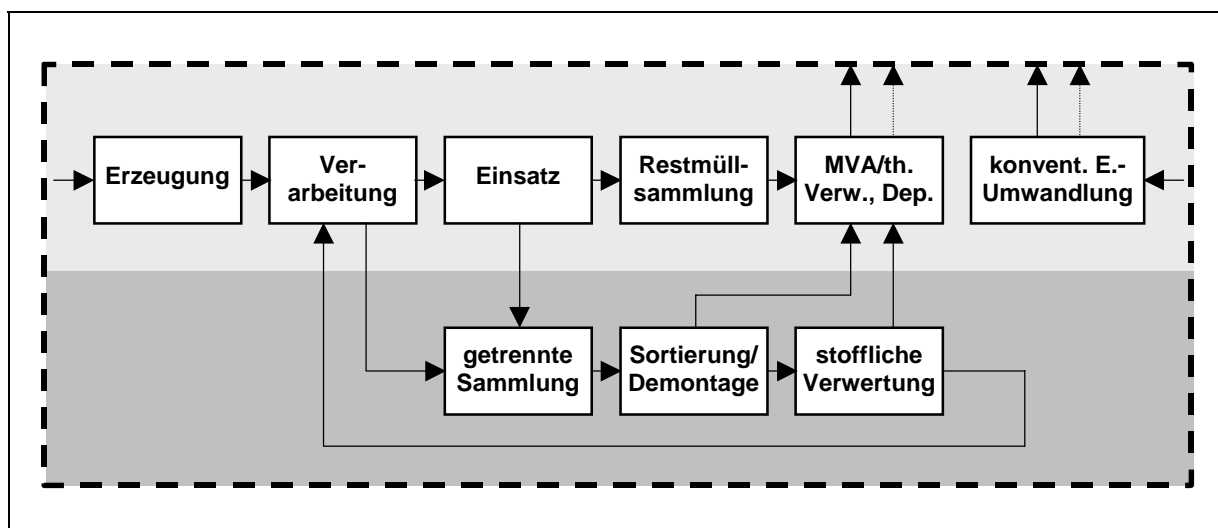 Erzeugung
Ver-
arbeitung
Einsatz
Restmüll-
sammlung
MVA/th.
Verw., Dep.
konvent. E.-
Umwandlung
getrennte
Sammlung
Sortierung/
Demontage
stoffliche
Verwertung